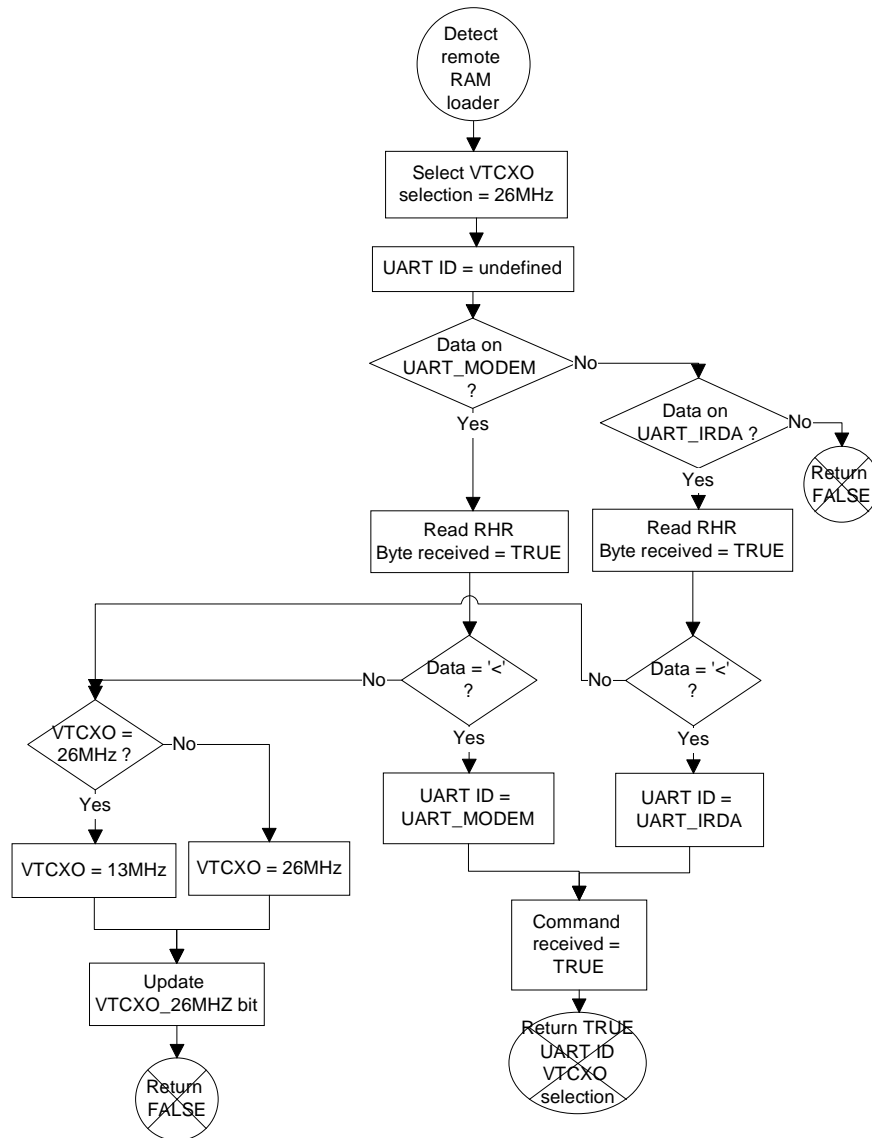 Detect
remote
RAM
loader
Select VTCXO
selection = 26MHz
UART ID = undefined
Data on
UART_MODEM
?
No
Yes
Data on
UART_IRDA ?
No
Yes
Return
FALSE
Read RHR
Byte received = TRUE
Read RHR
Byte received = TRUE
Data = '<'
?
No
Yes
Data = '<'
?
No
Yes
VTCXO =
26MHz ?
No
Yes
UART ID =
UART_MODEM
UART ID =
UART_IRDA
VTCXO = 13MHz
VTCXO = 26MHz
Command
received =
TRUE
Update
VTCXO_26MHZ bit
Return TRUE
UART ID
VTCXO
selection
Return
FALSE